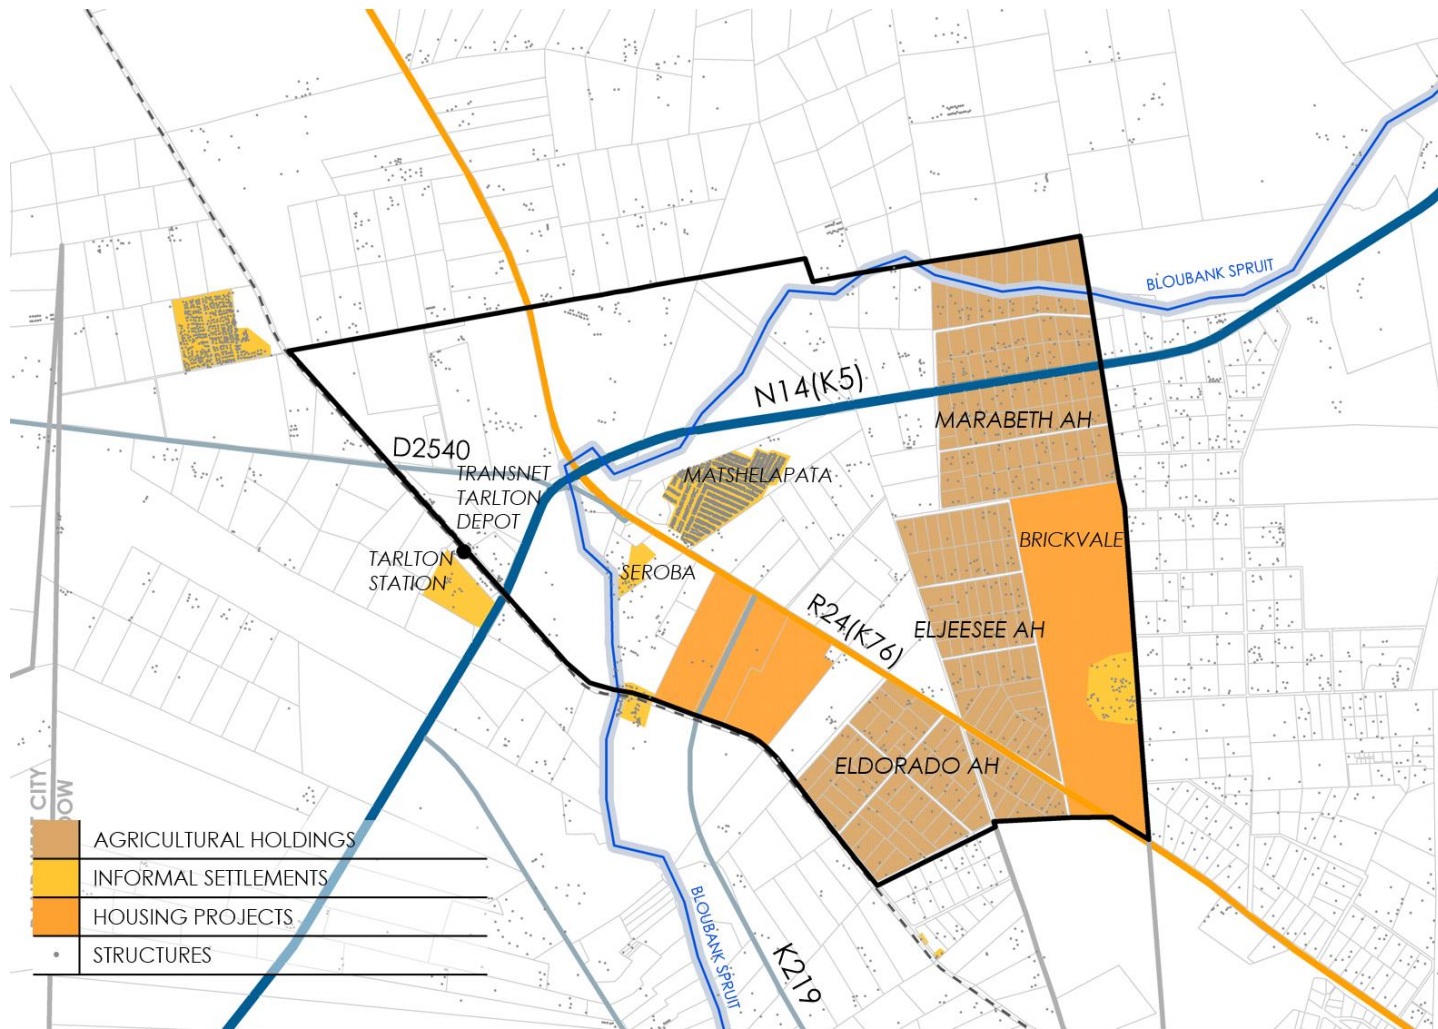 BLOUBANK SPRUIT
N14(K5)
MARABETH AH
D2540
TRANSNET
TARLTON
DEPOT
MATSHELAPATA
BRICKVALE
TARLTON
STATION
SEROBA
R24(K76)
ELJEESEE AH
ELDORADO AH
CITY
AGRICULTURAL HOLDINGS
INFORMAL SETTLEMENTS
HOUSING PROJECTS
STRUCTURES
BLOUBANK SPRUIT
K219